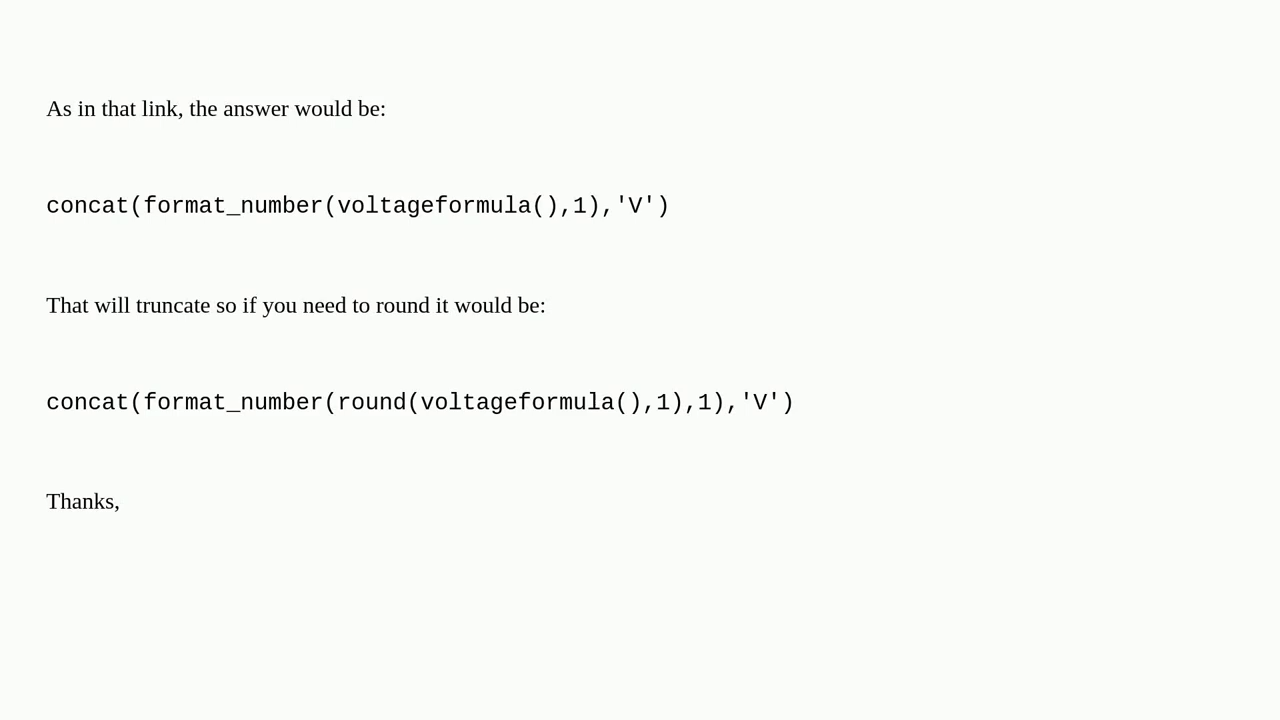 As in that link, the answer would be:
concat(format_number(voltageformula(),1),'V')
That will truncate so if you need to round it would be:
concat(format_number(round(voltageformula(),1),1),'V')
Thanks,